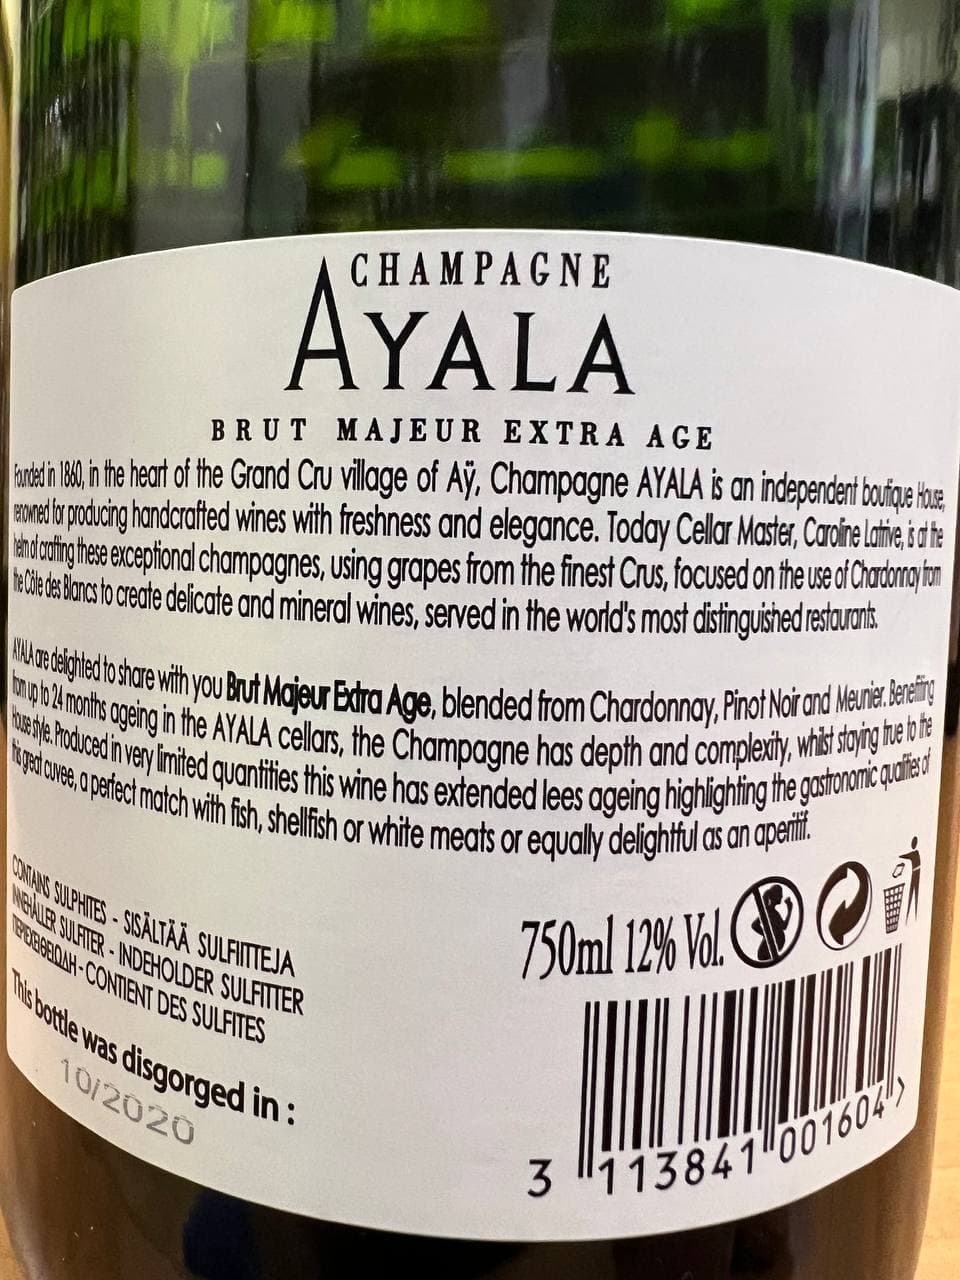 CHAMPAGNE
AYALA
BRUT MAJEUR EXTRA AGE
Founded in 1860, in the heart of the Grand Cru village of Aÿ, Champagne AYALA is an independent boutique House,
renowned for producing handcrafted wines with freshness and elegance. Today Cellar Master, Caroline Latrive, is at the
helm of crafting these exceptional champagnes, using grapes from the finest Crus, focused on the use of Chardonnay from
the Côte des Blancs to create delicate and mineral wines, served in the world's most distinguished restaurants.
AYALA are delighted to share with you Brut Majeur Extra Age, blended from Chardonnay, Pinot Noir and Meunier. Benefiting
from up to 24 months ageing in the AYALA cellars, the Champagne has depth and complexity, whilst staying true to the
House style. Produced in very limited quantities this wine has extended lees ageing highlighting the gastronomic qualities of
this geat cuvee, a perfect match with fish, shellfish or white meats or equally delightful as an aperitif.
CONTAINS SULPHITES - SISÄLTÄÄ SULFIITTEJA
INNEHÅLLER SULFITER - INDEHOLDER SULFITTER
ΠΕΡΙΕΧΕΙ ΘΕΙΩΔΗ - CONTIENT DES SULFITES
This bottle was disgorged in :
10/2020
750ml 12% Vol.
3 113841 001604 >